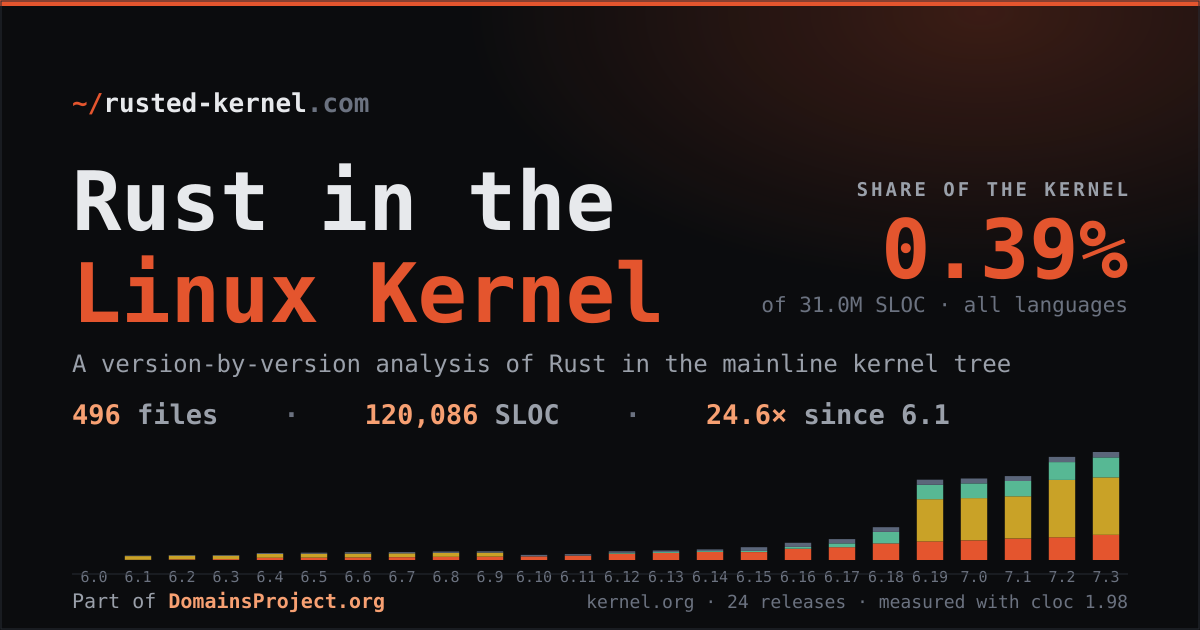 ~/rusted-kernel.com
Rust in the
Linux Kernel
SHARE OF THE KERNEL
0.39%
of 31.0M SLOC · all languages
A version-by-version analysis of Rust in the mainline kernel tree
496 files · 120,086 SLOC · 24.6× since 6.1
6.0 6.1 6.2 6.3 6.4 6.5 6.6 6.7 6.8 6.9 6.10 6.11 6.12 6.13 6.14 6.15 6.16 6.17 6.18 6.19 7.0 7.1 7.2 7.3
Part of DomainsProject.org
kernel.org · 24 releases · measured with cloc 1.98